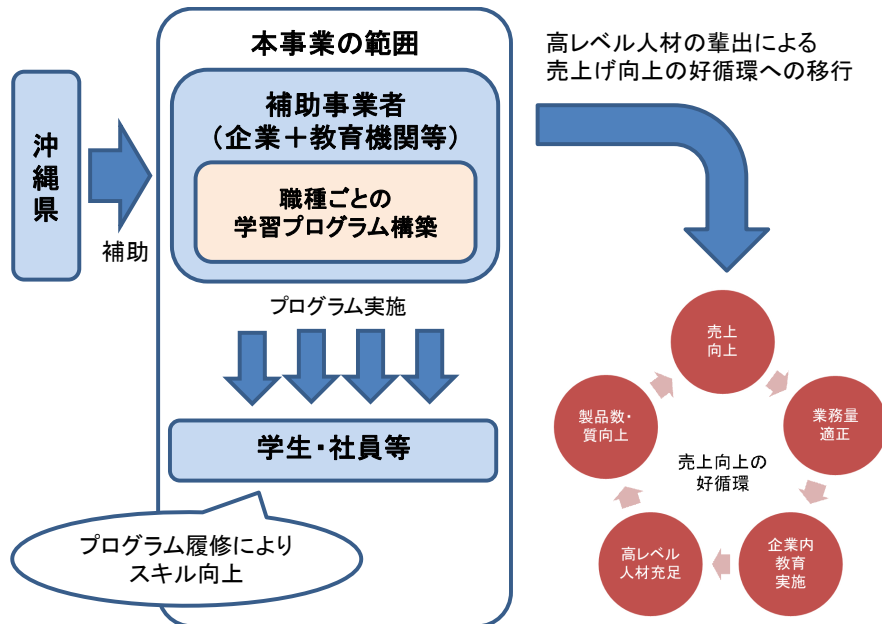 本事業の範囲
高レベル人材の輩出による
売上げ向上の好循環への移行
沖縄県
補助
補助事業者
（企業＋教育機関等）
職種ごとの
学習プログラム構築
プログラム実施
学生・社員等
プログラム履修により
スキル向上
売上
向上
業務量
適正
企業内
教育
実施
高レベル
人材充足
製品数・
質向上
売上向上の
好循環